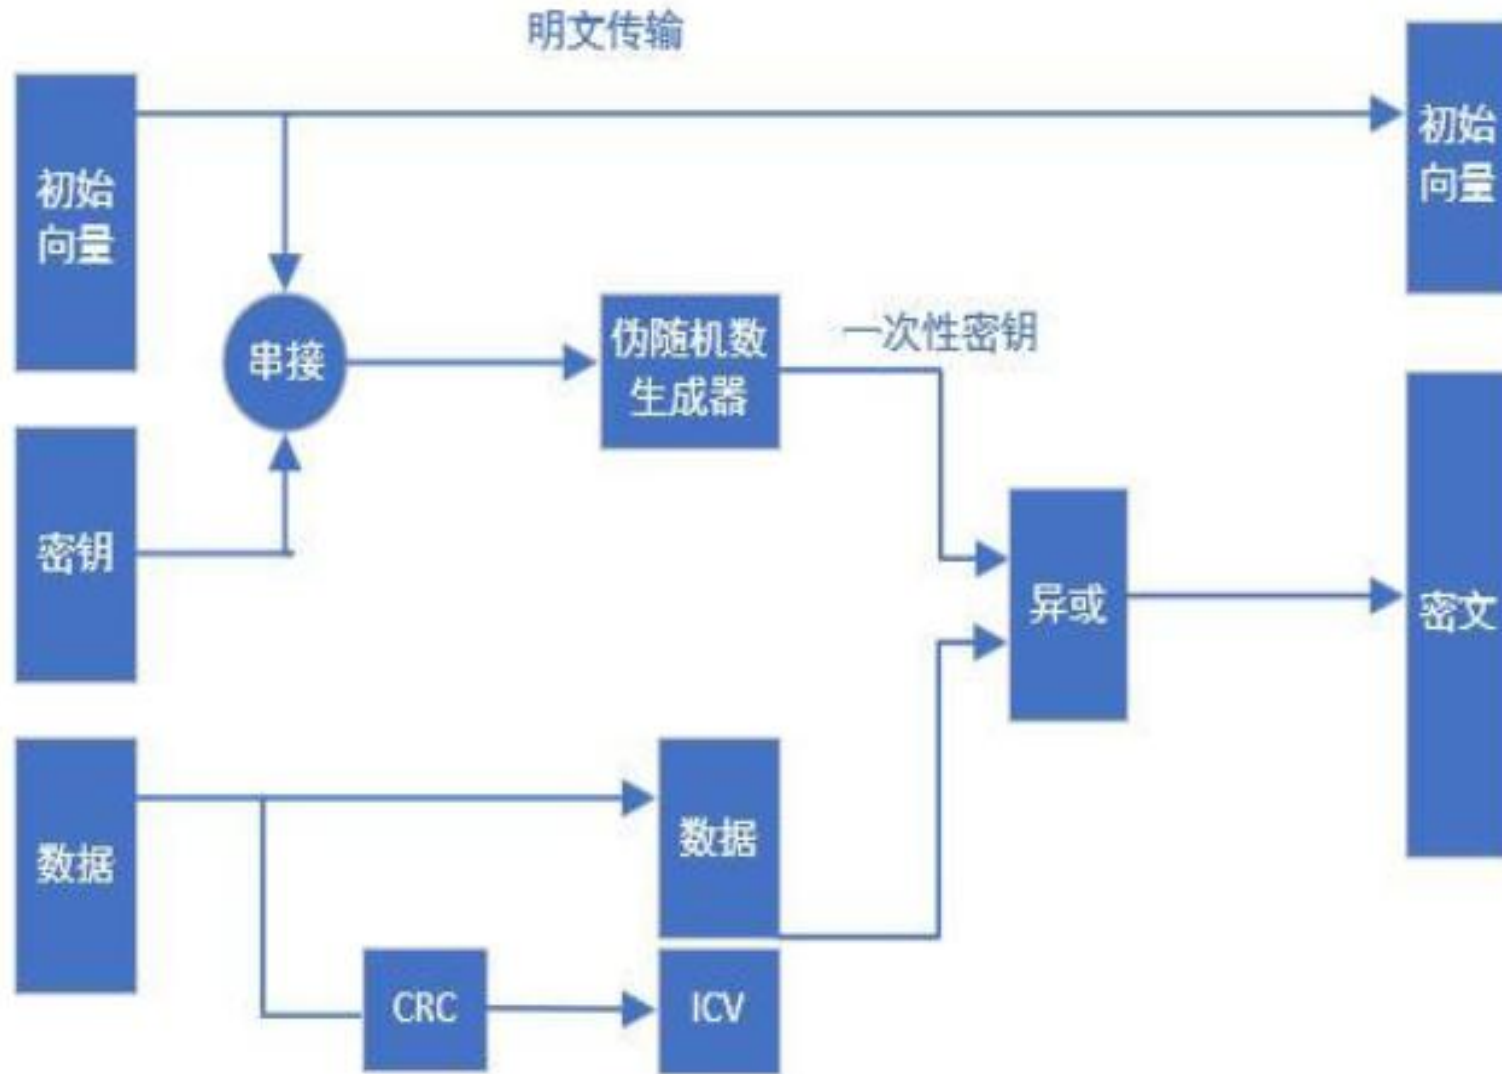 明文传输
初始
向量
初始
向量
串接
伪随机数
生成器
一次性密钥
密钥
异或
密文
数据
数据
CRC
ICV